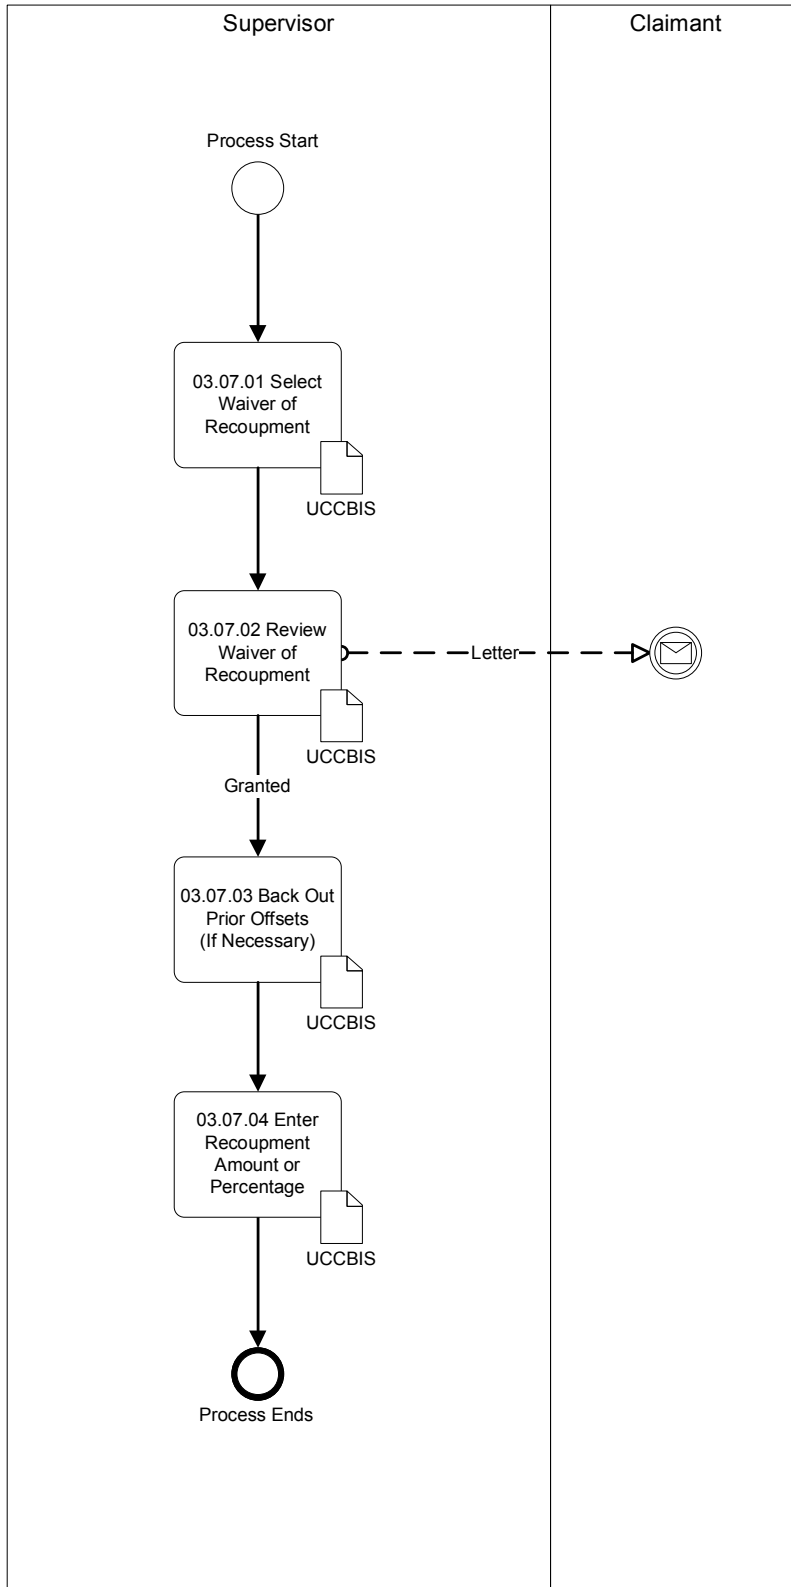 Supervisor
Claimant
Process Start
03.07.01 Select
Waiver of
Recoupment
UCCBIS
03.07.02 Review
Waiver of
Recoupment
Letter
UCCBIS
Granted
03.07.03 Back Out
Prior Offsets
(If Necessary)
UCCBIS
03.07.04 Enter
Recoupment
Amount or
Percentage
UCCBIS
Process Ends